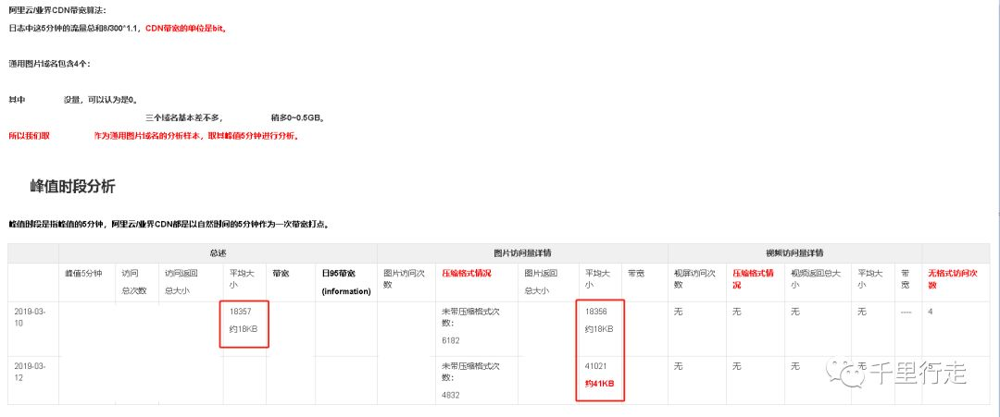 阿里云/业界CDN带宽算法：
日志中这5分钟的流量总和8/300*1.1，CDN带宽的单位是bit。
通用图片域名包含4个：
其中 没量，可以认为是0。
三个域名基本差不多， 稍多0~0.5GB。
所以我们取 作为通用图片域名的分析样本，取其峰值5分钟进行分析。
峰值时段分析
峰值时段是指峰值的5分钟，阿里云/业界CDN都是以自然时间的5分钟作为一次带宽打点。
总述 图片访问量详情 视频访问量详情
峰值5分钟 访问总次数 访问返回总大小 平均大小 带宽 日95带宽(information) 图片访问次数 压缩格式情况 图片返回总大小 平均大小 带宽 视屏访问次数 压缩格式情况 视频返回总大小 平均大小 带宽 无格式访问次数
2019-03-10 18357 约18KB 未带压缩格式次数：6182 18356 约18KB 无 无 无 无 ---- 4
2019-03-12 未带压缩格式次数：4832 41021 约41KB 无 无 无 无
千里行走